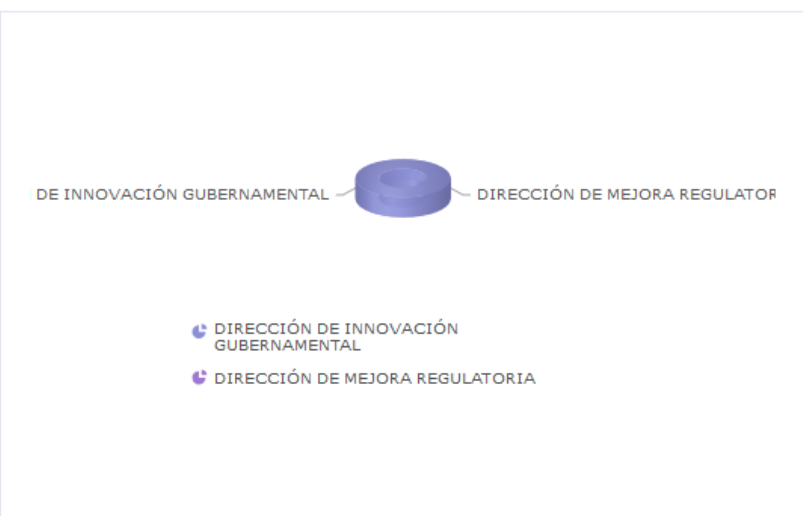 DE INNOVACIÓN GUBERNAMENTAL
DIRECCIÓN DE MEJORA REGULATOR
DIRECCIÓN DE INNOVACIÓN
GUBERNAMENTAL
DIRECCIÓN DE MEJORA REGULATORIA